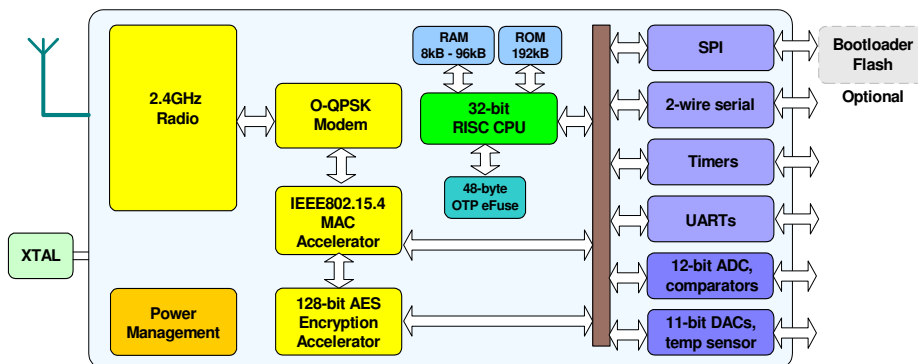 2.4GHz
Radio
O-QPSK
Modem
IEEE802.15.4
MAC
Accelerator
128-bit AES
Encryption
Accelerator
XTAL
Power
Management
RAM
8kB - 96kB
ROM
192kB
32-bit
RISC CPU
48-byte
OTP eFuse
SPI
2-wire serial
Timers
UARTs
12-bit ADC,
comparators
11-bit DACs,
temp sensor
Bootloader
Flash
Optional